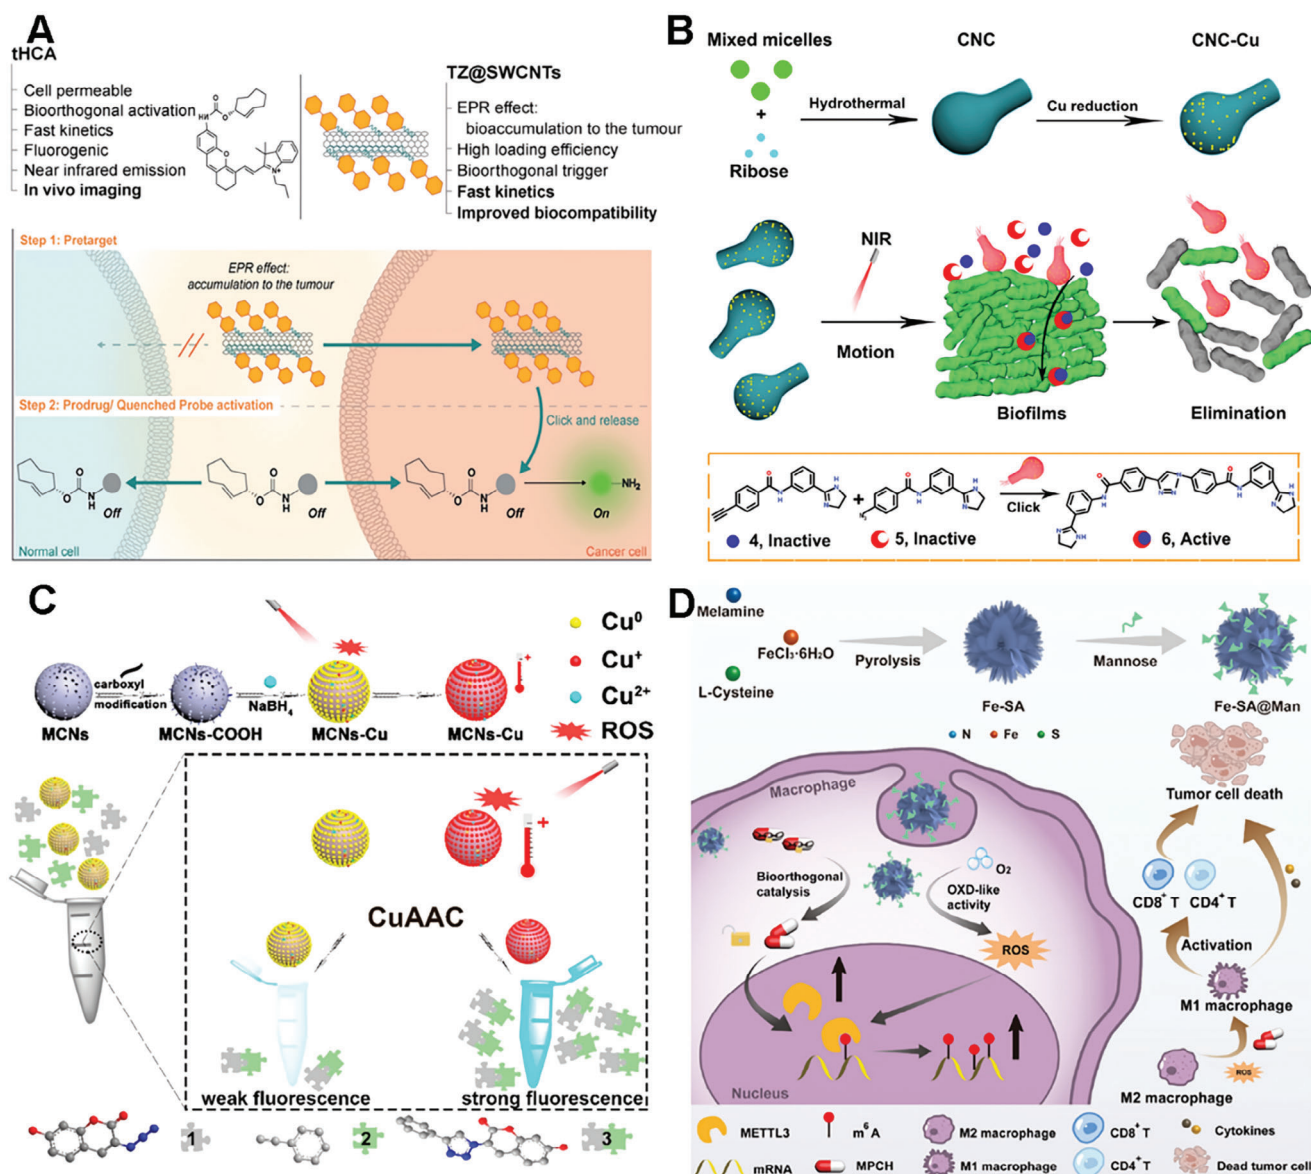 A
tHCA
Cell permeable
Bioorthogonal activation
Fast kinetics
Fluorogenic
Near infrared emission
In vivo imaging
HN
O
O
O
N+
TZ@SWCNTs
EPR effect:
bioaccumulation to the tumour
High loading efficiency
Bioorthogonal trigger
Fast kinetics
Improved biocompatibility
Step 1: Pretarget
EPR effect:
accumulation to the tumour
Step 2: Prodrug/ Quenched Probe activation
Click and release
O
O
N
H
Off
O
O
N
H
Off
O
O
N
H
Off
NH2
On
Normal cell
Cancer cell
B
Mixed micelles
CNC
CNC-Cu
Hydrothermal
Cu reduction
+
Ribose
NIR
Motion
Biofilms
Elimination
+
Click
4, Inactive
5, Inactive
6, Active
C
Cu0
Cu+
Cu2+
ROS
carboxyl
modification
NaBH4
MCNs
MCNs-COOH
MCNs-Cu
MCNs-Cu
+
+
CuAAC
weak fluorescence
strong fluorescence
1
2
3
D
Melamine
FeCl3·6H2O
L-Cysteine
Pyrolysis
Mannose
Fe-SA
Fe-SA@Man
N
Fe
S
Macrophage
Tumor cell death
Bioorthogonal
catalysis
O2
OXD-like
activity
ROS
CD8+ T
CD4+ T
Activation
M1 macrophage
ROS
M2 macrophage
Nucleus
METTL3
m6A
M2 macrophage
CD8+ T
Cytokines
mRNA
MPCH
M1 macrophage
CD4+ T
Dead tumor cell